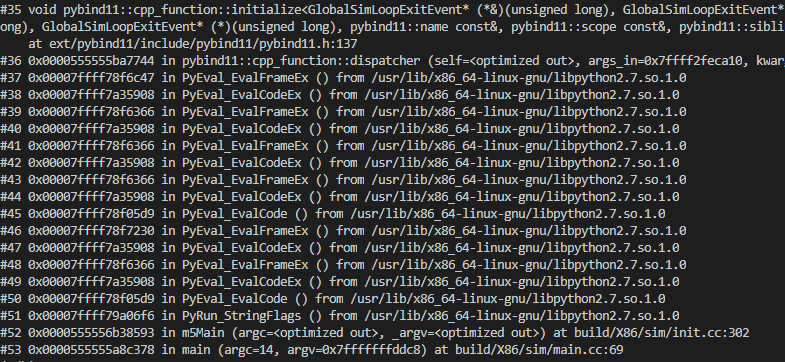 #35 void pybind11::cpp_function::initialize<GlobalSimLoopExitEvent* (*&)(unsigned long), GlobalSimLoopExitEvent*
ong), GlobalSimLoopExitEvent* (*)(unsigned long), pybind11::name const&, pybind11::scope const&, pybind11::sibli
at ext/pybind11/include/pybind11/pybind11.h:137
#36 0x0000555555ba7744 in pybind11::cpp_function::dispatcher (self=<optimized out>, args_in=0x7ffff2feca10, kwar
#37 0x00007ffff78f6c47 in PyEval_EvalFrameEx () from /usr/lib/x86_64-linux-gnu/libpython2.7.so.1.0
#38 0x00007ffff7a35908 in PyEval_EvalCodeEx () from /usr/lib/x86_64-linux-gnu/libpython2.7.so.1.0
#39 0x00007ffff78f6366 in PyEval_EvalFrameEx () from /usr/lib/x86_64-linux-gnu/libpython2.7.so.1.0
#40 0x00007ffff7a35908 in PyEval_EvalCodeEx () from /usr/lib/x86_64-linux-gnu/libpython2.7.so.1.0
#41 0x00007ffff78f6366 in PyEval_EvalFrameEx () from /usr/lib/x86_64-linux-gnu/libpython2.7.so.1.0
#42 0x00007ffff7a35908 in PyEval_EvalCodeEx () from /usr/lib/x86_64-linux-gnu/libpython2.7.so.1.0
#43 0x00007ffff78f6366 in PyEval_EvalFrameEx () from /usr/lib/x86_64-linux-gnu/libpython2.7.so.1.0
#44 0x00007ffff7a35908 in PyEval_EvalCodeEx () from /usr/lib/x86_64-linux-gnu/libpython2.7.so.1.0
#45 0x00007ffff78f05d9 in PyEval_EvalCode () from /usr/lib/x86_64-linux-gnu/libpython2.7.so.1.0
#46 0x00007ffff78f7230 in PyEval_EvalFrameEx () from /usr/lib/x86_64-linux-gnu/libpython2.7.so.1.0
#47 0x00007ffff7a35908 in PyEval_EvalCodeEx () from /usr/lib/x86_64-linux-gnu/libpython2.7.so.1.0
#48 0x00007ffff78f6366 in PyEval_EvalFrameEx () from /usr/lib/x86_64-linux-gnu/libpython2.7.so.1.0
#49 0x00007ffff7a35908 in PyEval_EvalCodeEx () from /usr/lib/x86_64-linux-gnu/libpython2.7.so.1.0
#50 0x00007ffff78f05d9 in PyEval_EvalCode () from /usr/lib/x86_64-linux-gnu/libpython2.7.so.1.0
#51 0x00007ffff79a06f6 in PyRun_StringFlags () from /usr/lib/x86_64-linux-gnu/libpython2.7.so.1.0
#52 0x0000555556b38593 in m5Main (argc=<optimized out>, _argv=<optimized out>) at build/X86/sim/init.cc:302
#53 0x0000555555a8c378 in main (argc=14, argv=0x7fffffffddc8) at build/X86/sim/main.cc:69